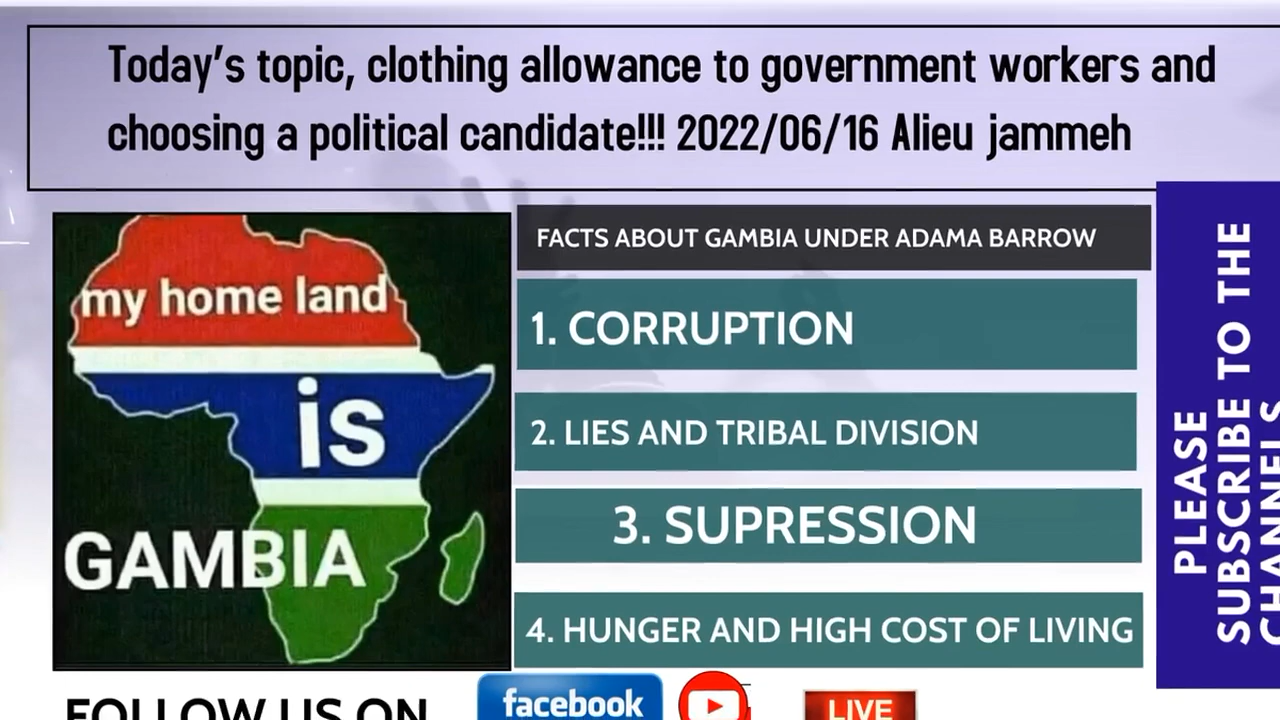 Today's topic, clothing allowance to government workers and
choosing a political candidate!!! 2022/06/16 Alieu jammeh
my home land
is
GAMBIA
FACTS ABOUT GAMBIA UNDER ADAMA BARROW
1. CORRUPTION
2. LIES AND TRIBAL DIVISION
3. SUPRESSION
4. HUNGER AND HIGH COST OF LIVING
PLEASE
SUBSCRIBE TO THE
CHANNELS
FOLLOW US ON
facebook
LIVE